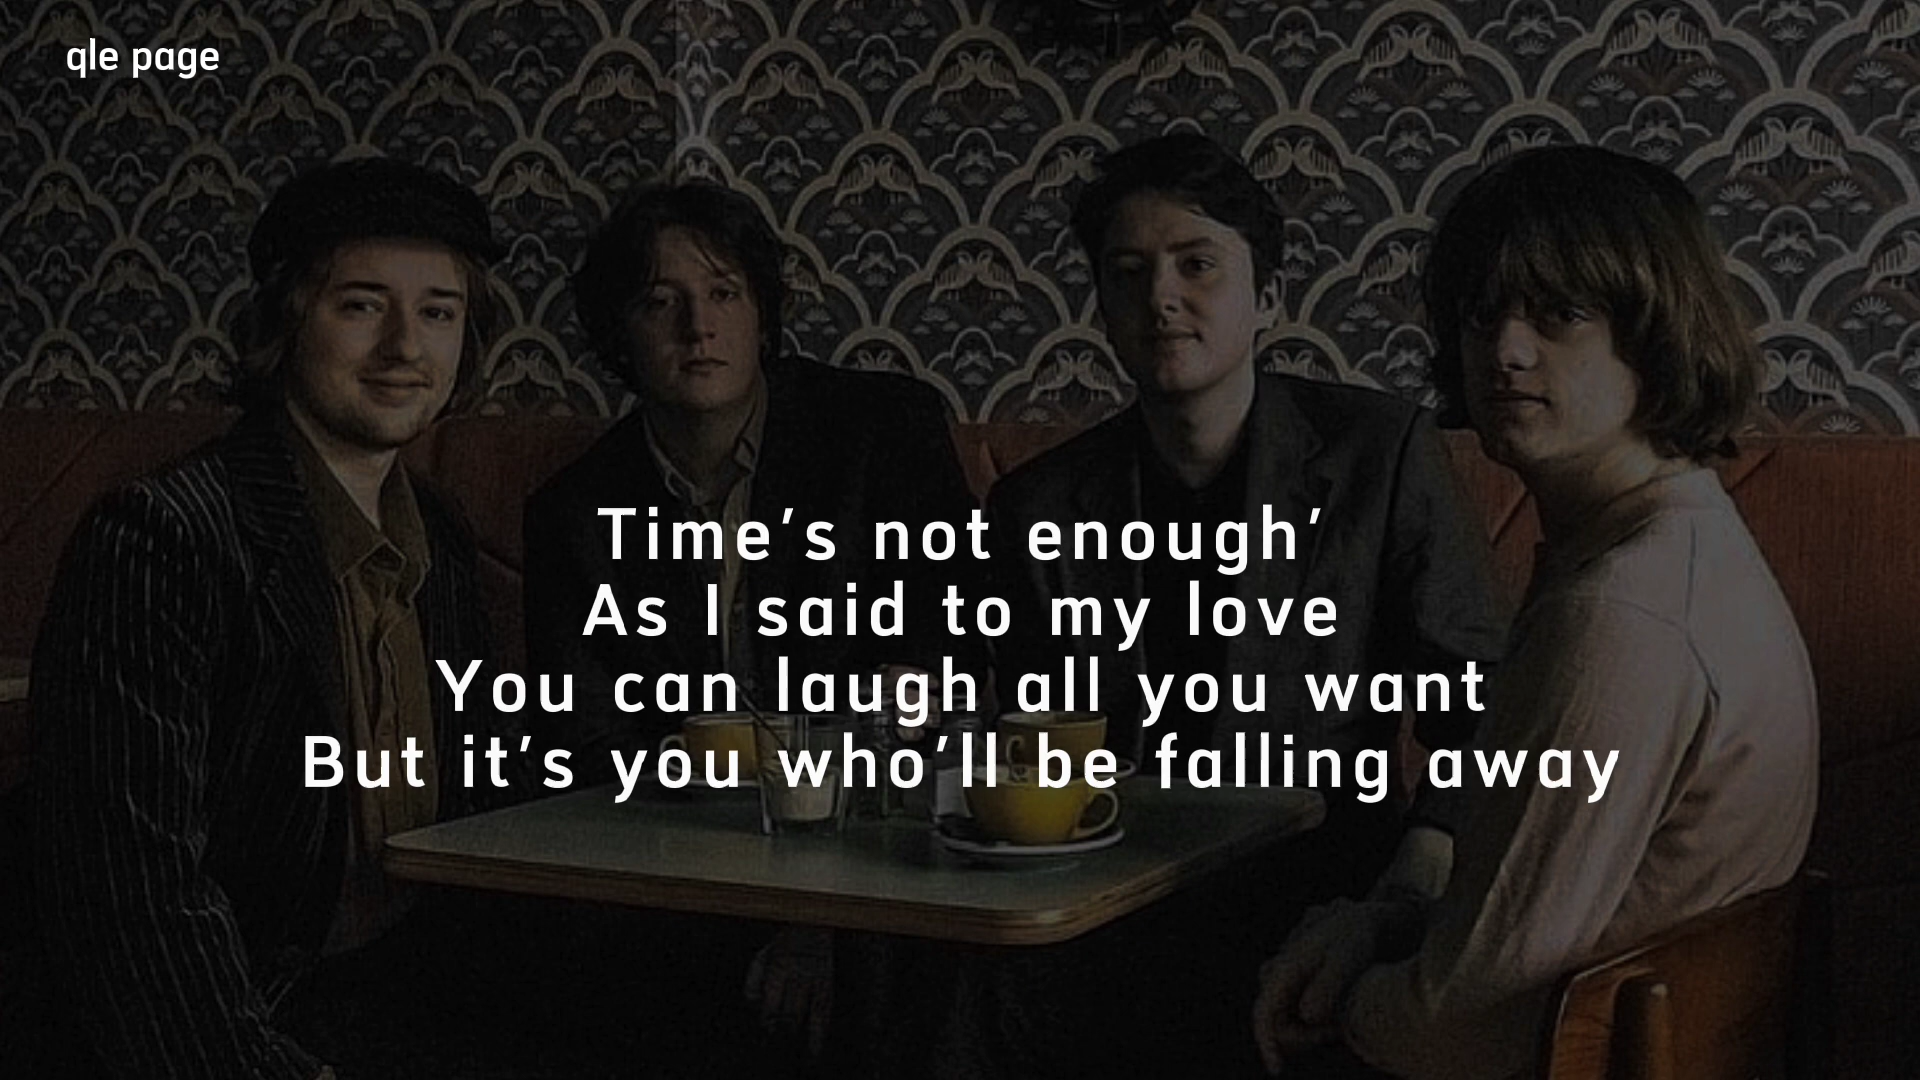 qle page
Time's not enough'
As I said to my love
You can laugh all you want
But it's you who'll be falling away